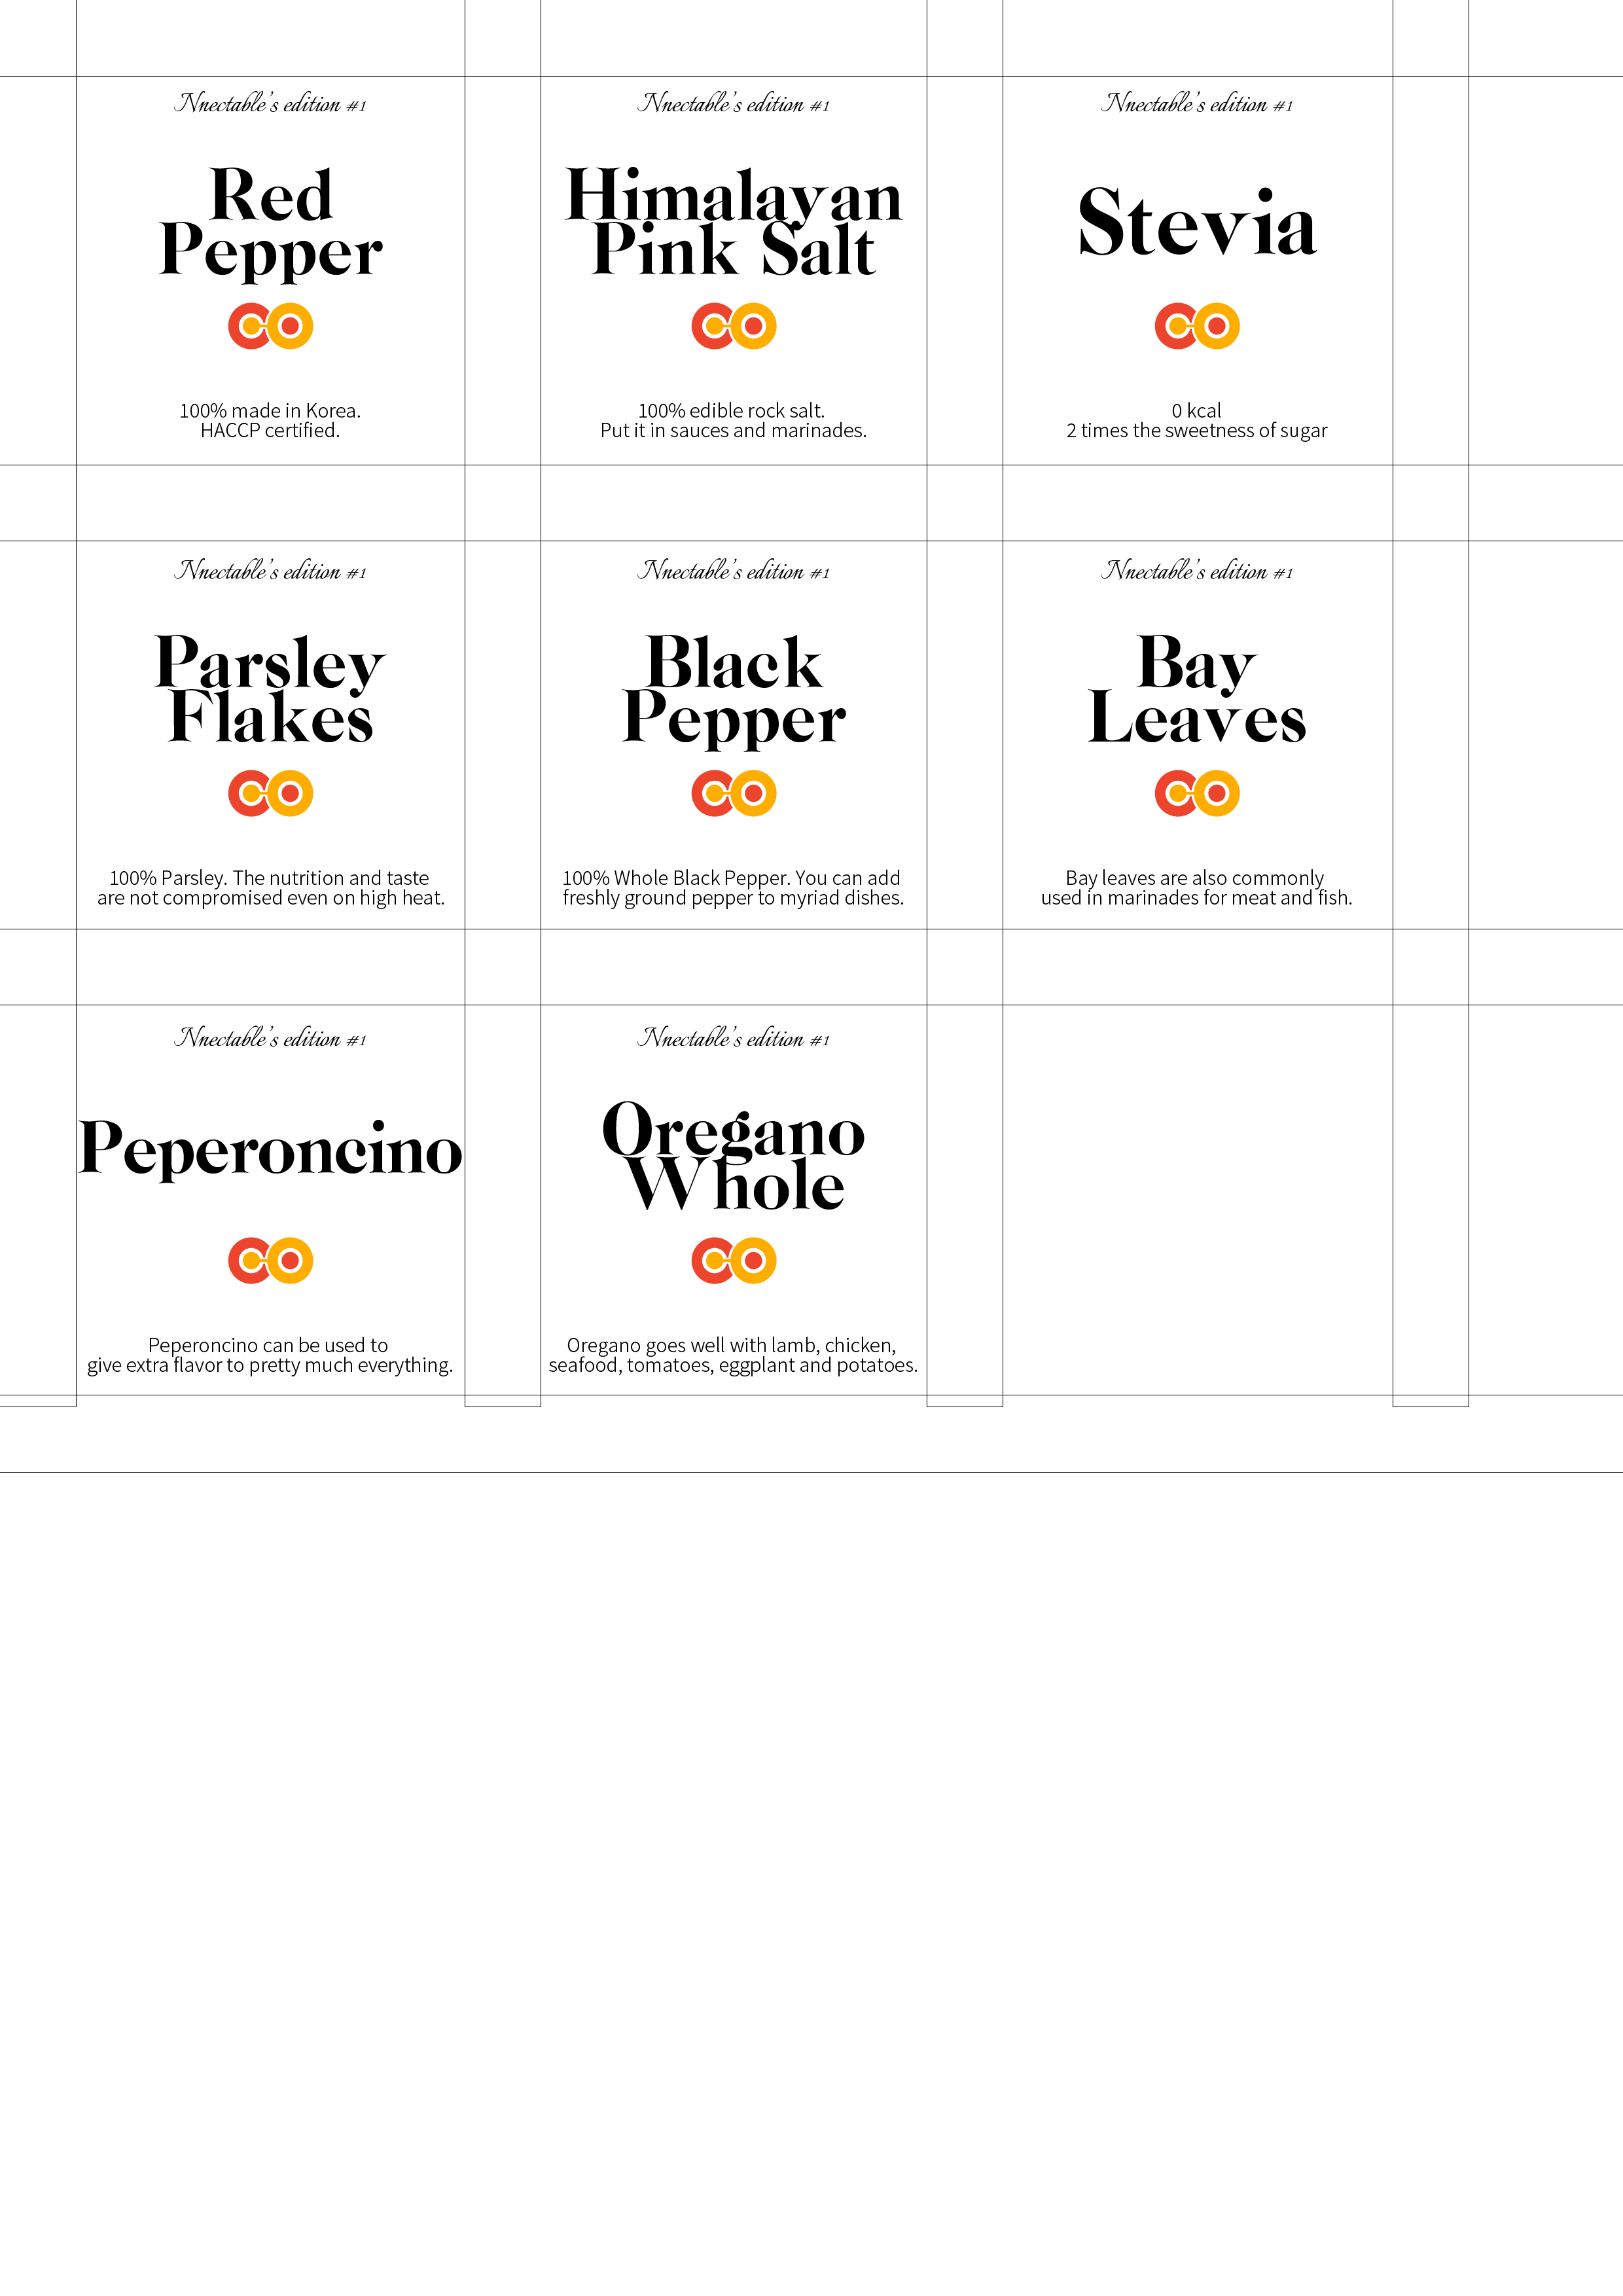 Nnectable's edition #1
Red
Pepper
100% made in Korea.
HACCP certified.
Nnectable's edition #1
Himalayan
Pink Salt
100% edible rock salt.
Put it in sauces and marinades.
Nnectable's edition #1
Stevia
0 kcal
2 times the sweetness of sugar
Nnectable's edition #1
Parsley
Flakes
100% Parsley. The nutrition and taste
are not compromised even on high heat.
Nnectable's edition #1
Black
Pepper
100% Whole Black Pepper. You can add
freshly ground pepper to myriad dishes.
Nnectable's edition #1
Bay
Leaves
Bay leaves are also commonly
used in marinades for meat and fish.
Nnectable's edition #1
Peperoncino
Peperoncino can be used to
give extra flavor to pretty much everything.
Nnectable's edition #1
Oregano
Whole
Oregano goes well with lamb, chicken,
seafood, tomatoes, eggplant and potatoes.